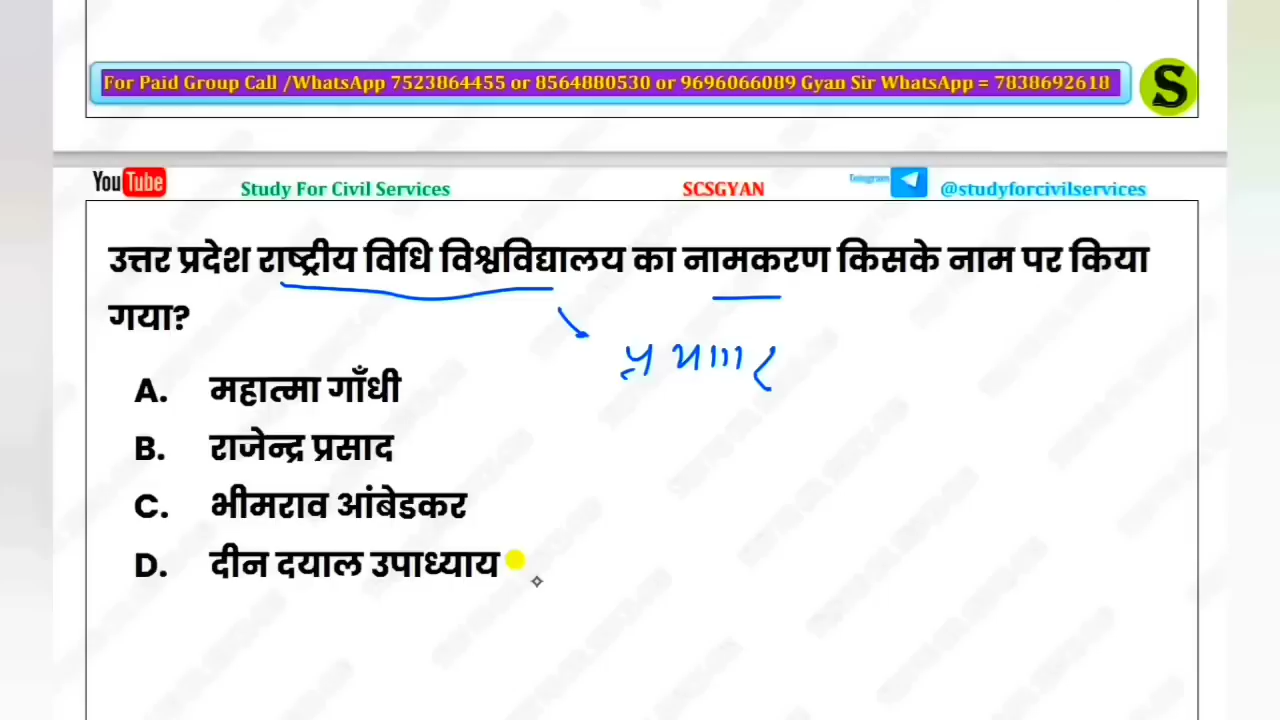 For Paid Group Call /WhatsApp 7523864455 or 8564880530 or 9696066089 Gyan Sir WhatsApp = 7838692618
S
YouTube
Study For Civil Services
SCSGYAN
Telegram
@studyforcivilservices
उत्तर प्रदेश राष्ट्रीय विधि विश्वविद्यालय का नामकरण किसके नाम पर किया
गया?
A. महात्मा गाँधी
B. राजेन्द्र प्रसाद
C. भीमराव आंबेडकर
D. दीन दयाल उपाध्याय